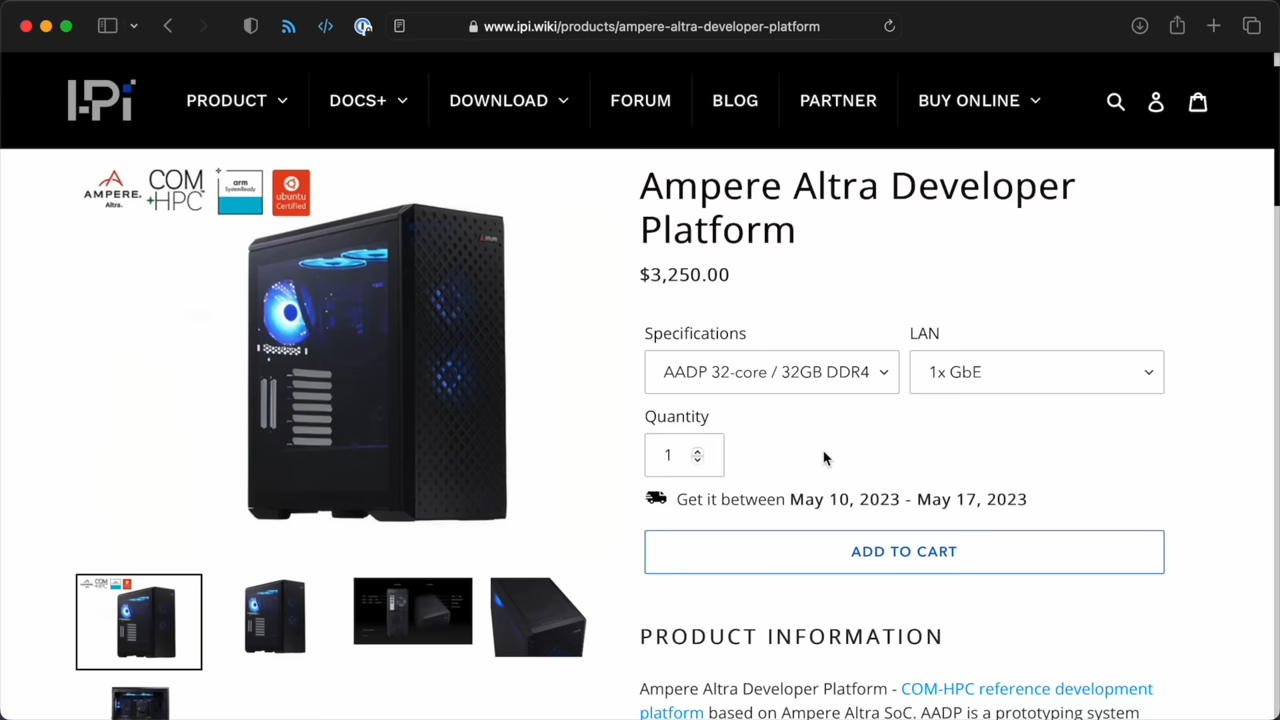 www.ipi.wiki/products/ampere-altra-developer-platform
I-Pi
PRODUCT
DOCS+
DOWNLOAD
FORUM
BLOG
PARTNER
BUY ONLINE
AMPERE.
Altra.
COM
HPC
arm
SystemReady
ubuntu
Certified
Ampere Altra Developer
Platform
$3,250.00
Specifications
LAN
AADP 32-core / 32GB DDR4
1x GbE
Quantity
1
Get it between May 10, 2023 - May 17, 2023
ADD TO CART
PRODUCT INFORMATION
Ampere Altra Developer Platform - COM-HPC reference development
platform based on Ampere Altra SoC. AADP is a prototyping system